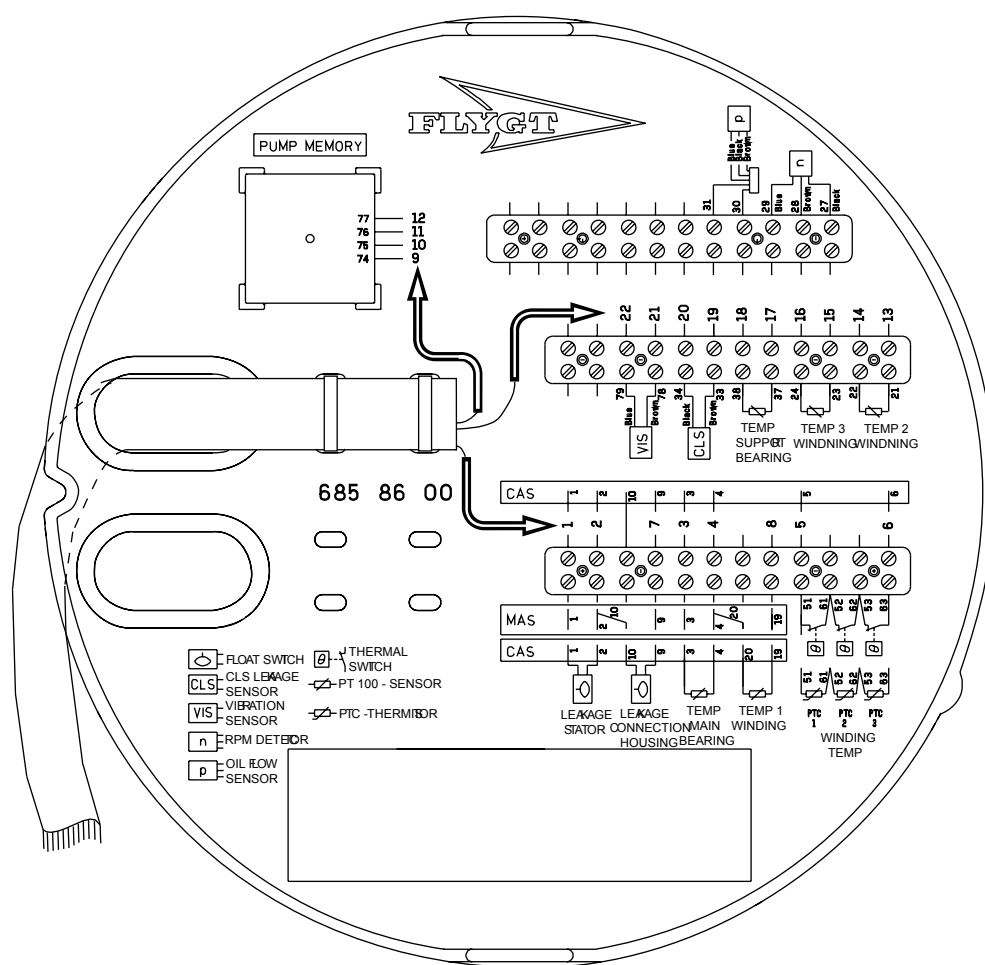 FLYGT
PUMP MEMORY
77 12
76 11
75 10
74 9
p
Blue
Black
Brown
n
31 30 29 28 27
Blue Brown Black
22 21 20 19 18 17 16 15 14 13
79 78 34 33 38 37 24 23 22 21
Blue Brown Black Brown
VIS
CLS
TEMP
SUPPORT
BEARING
TEMP 3
WINDNING
TEMP 2
WINDNING
685 86 00
CAS 1 2 10 9 3 4 5 6
1 2 7 3 4 8 5 6
MAS 1 2 10 9 3 4 20 19
51 61 52 62 53 63
θ θ θ
CAS 1 2 10 9 3 4 20 19
51 61 52 62 53 63
LEAKAGE
STATOR
LEAKAGE
CONNECTION
HOUSING
TEMP
MAIN
BEARING
TEMP 1
WINDING
PTC
1
PTC
2
PTC
3
WINDING
TEMP
FLOAT SWITCH
CLS CLS LEAKAGE
SENSOR
VIS VIBRATION
SENSOR
n RPM DETECTOR
p OIL FLOW
SENSOR
θ THERMAL
SWITCH
PT 100 - SENSOR
PTC - THERMISTOR